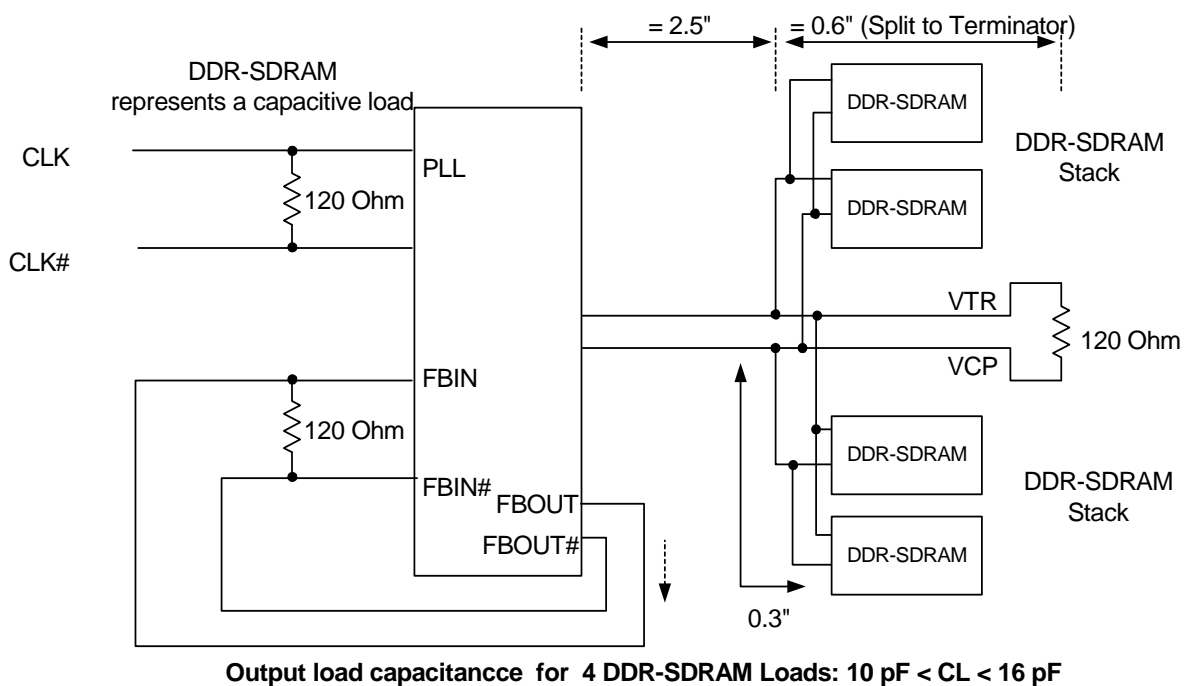 = 2.5"
= 0.6" (Split to Terminator)
DDR-SDRAM
represents a capacitive load
DDR-SDRAM
DDR-SDRAM
Stack
CLK
PLL
120 Ohm
DDR-SDRAM
CLK#
VTR
120 Ohm
VCP
FBIN
120 Ohm
DDR-SDRAM
FBIN#
FBOUT
DDR-SDRAM
Stack
FBOUT#
DDR-SDRAM
0.3"
Output load capacitancce for 4 DDR-SDRAM Loads: 10 pF < CL < 16 pF